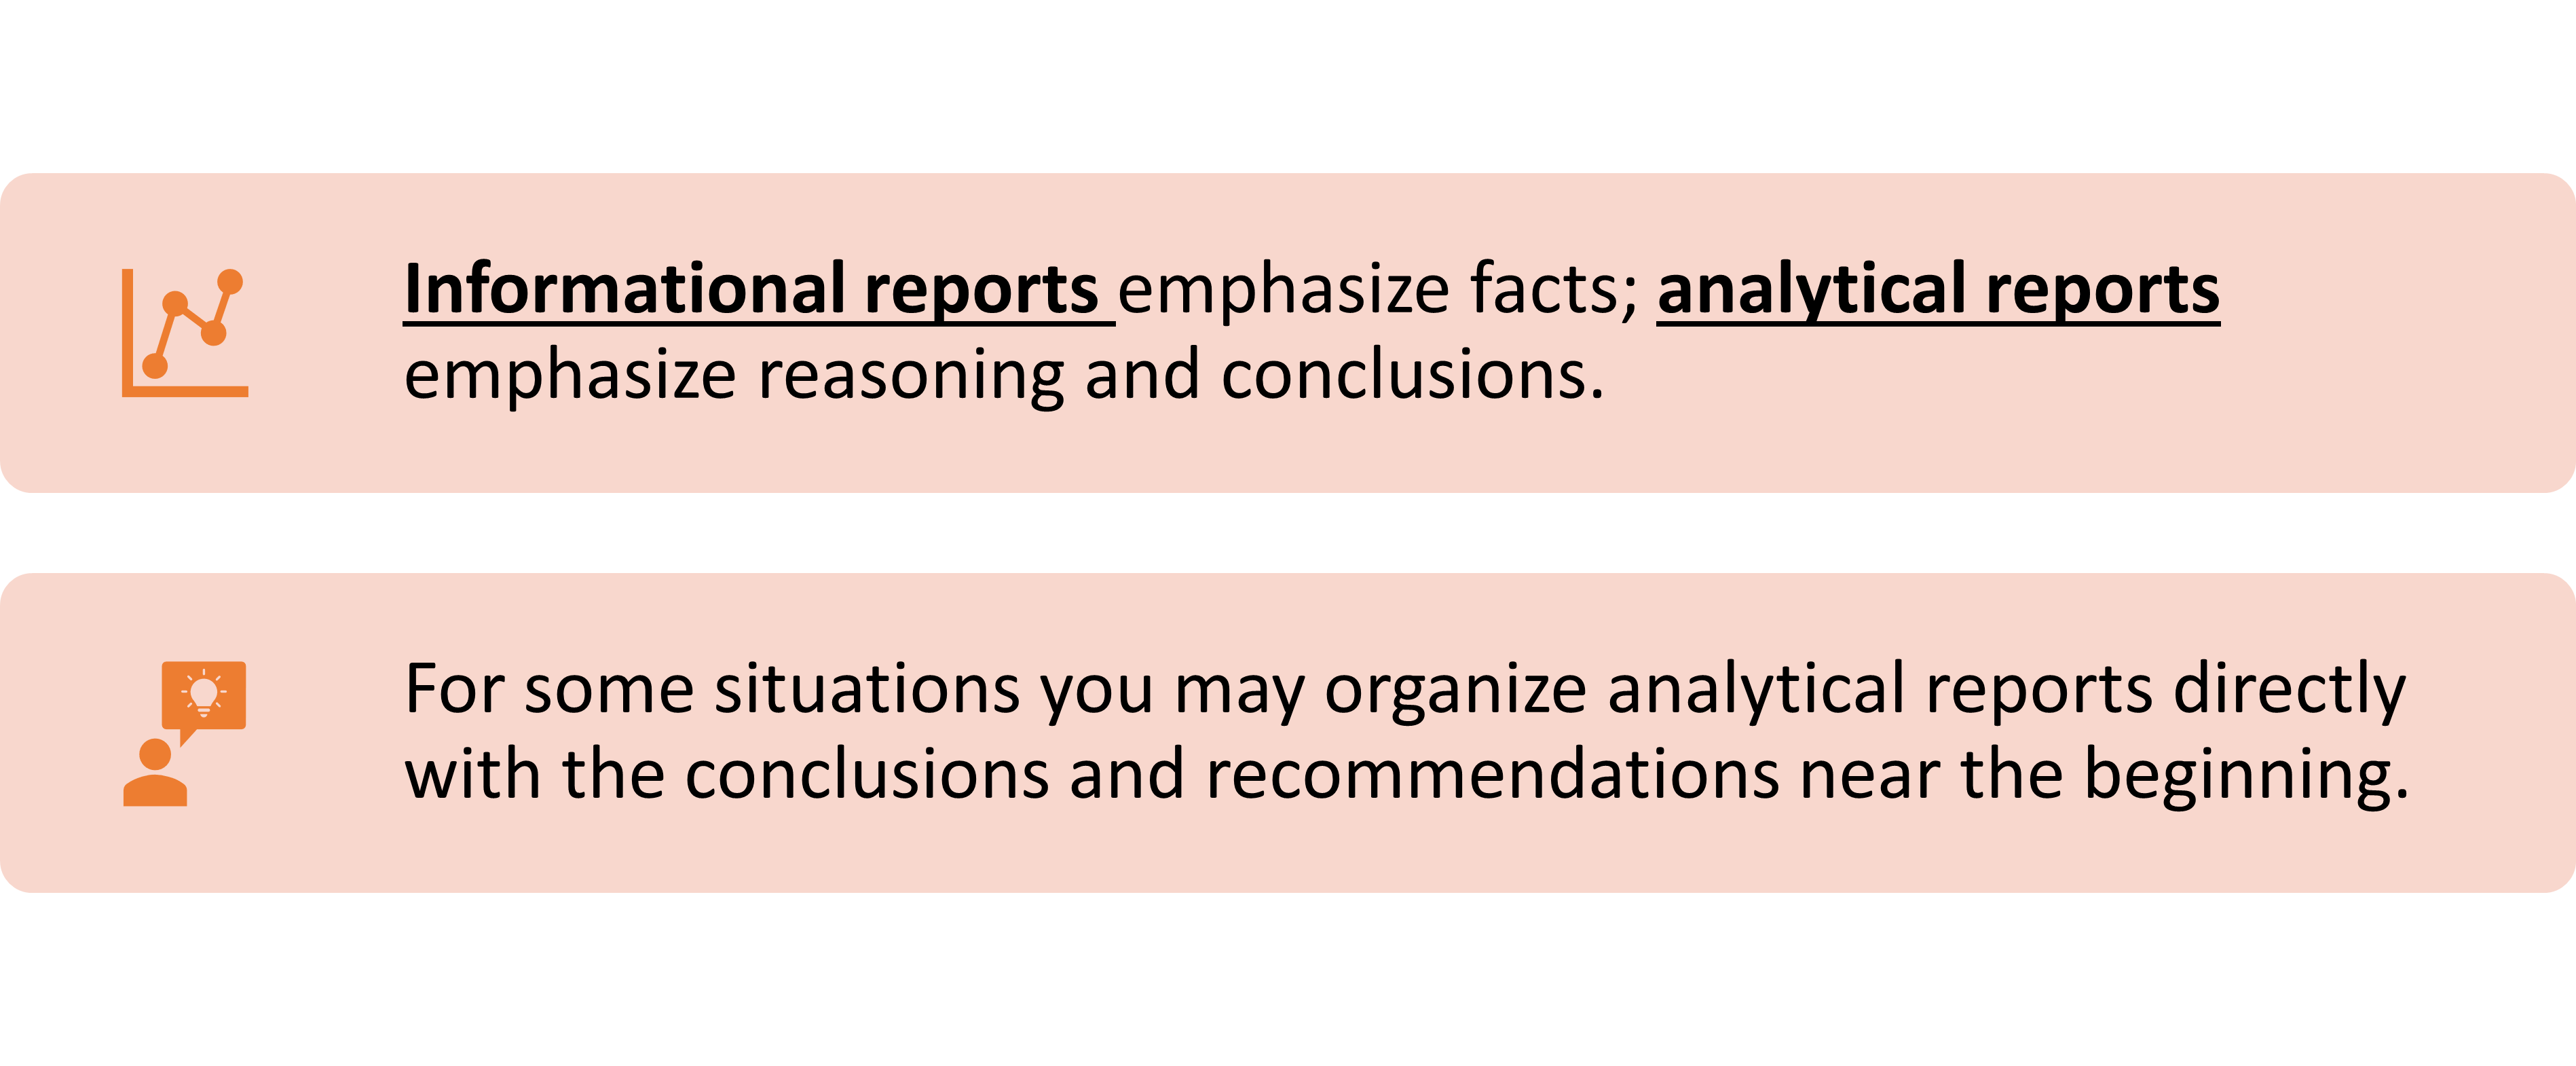 Informational reports emphasize facts; analytical reports
emphasize reasoning and conclusions.
For some situations you may organize analytical reports directly
with the conclusions and recommendations near the beginning.